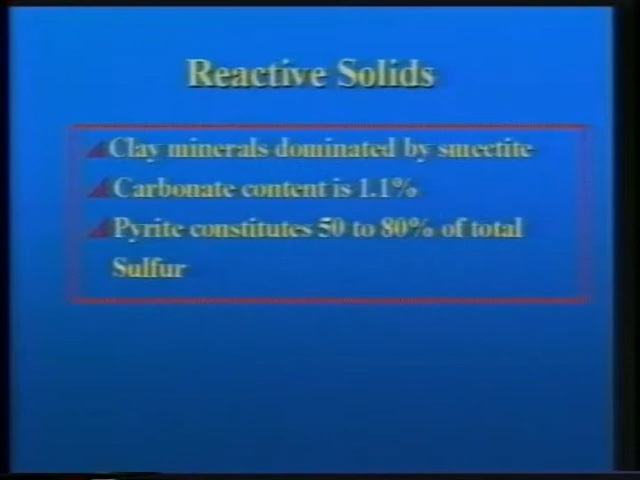 Reactive Solids
Clay minerals dominated by smectite
Carbonate content is 1.1%
Pyrite constitutes 50 to 80% of total
Sulfur